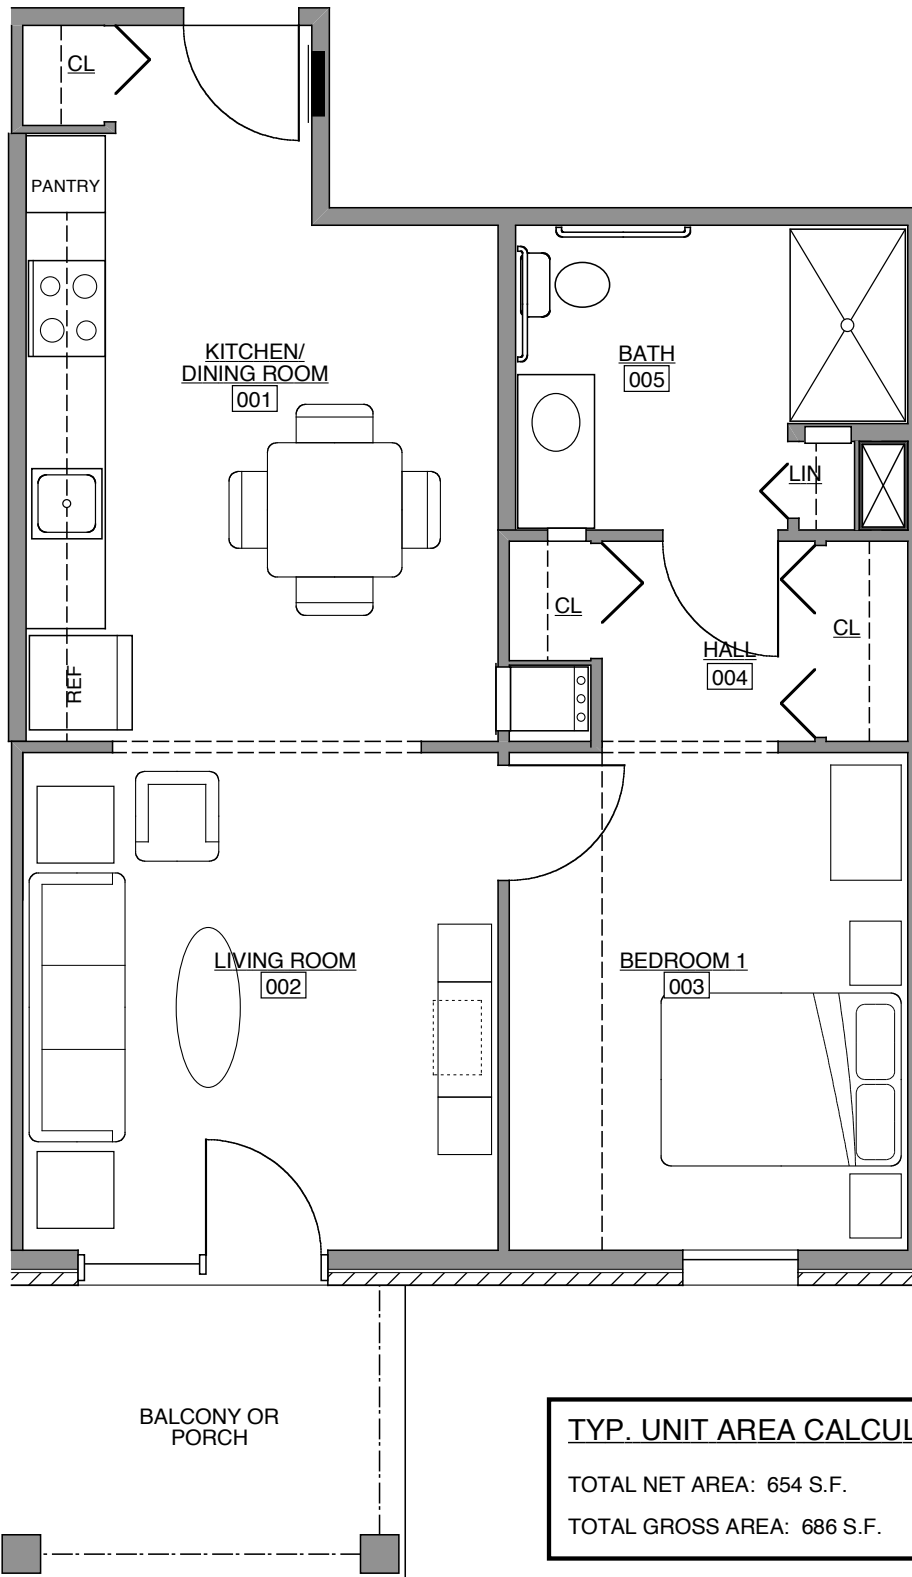 CL
PANTRY
KITCHEN/
DINING ROOM
001
BATH
005
LIN
CL
CL
HALL
004
REF
LIVING ROOM
002
BEDROOM 1
003
BALCONY OR
PORCH
TYP. UNIT AREA CALCUL
TOTAL NET AREA: 654 S.F.
TOTAL GROSS AREA: 686 S.F.